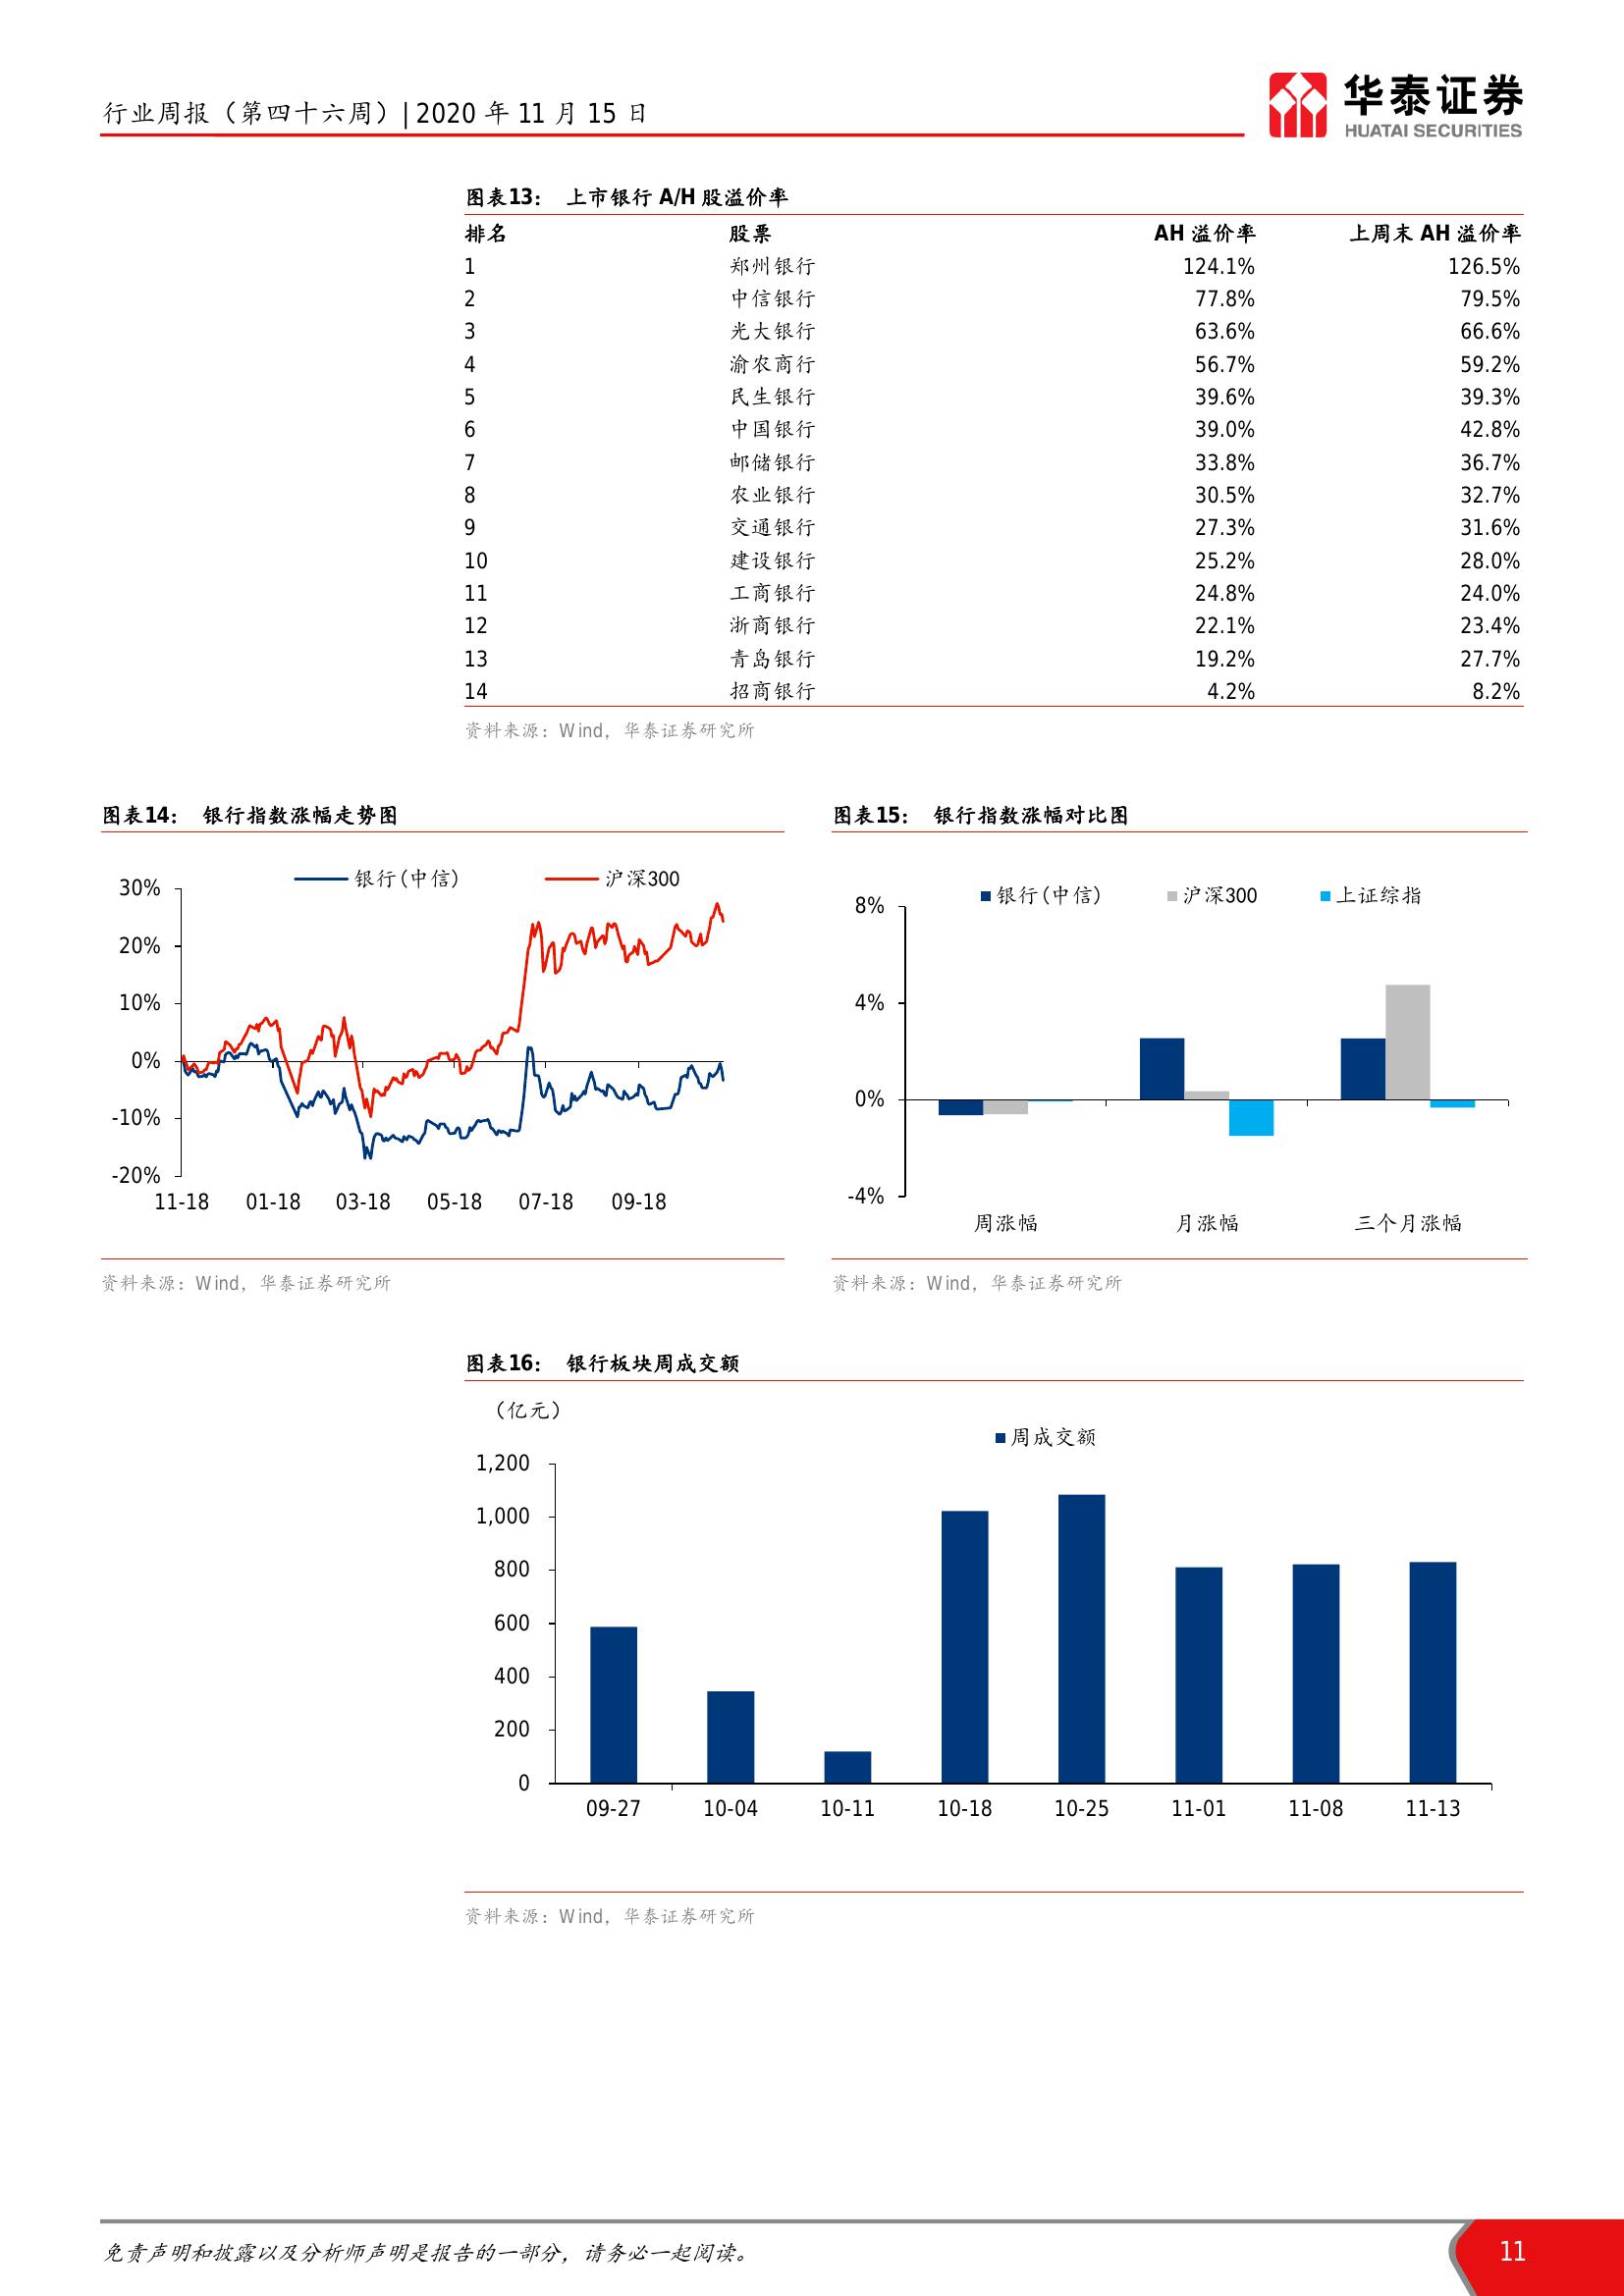 行业周报（第四十六周）| 2020 年 11 月 15 日
华泰证券
HUATAI SECURITIES
图表13： 上市银行 A/H 股溢价率
排名 股票 AH 溢价率 上周末 AH 溢价率
1 郑州银行 124.1% 126.5%
2 中信银行 77.8% 79.5%
3 光大银行 63.6% 66.6%
4 渝农商行 56.7% 59.2%
5 民生银行 39.6% 39.3%
6 中国银行 39.0% 42.8%
7 邮储银行 33.8% 36.7%
8 农业银行 30.5% 32.7%
9 交通银行 27.3% 31.6%
10 建设银行 25.2% 28.0%
11 工商银行 24.8% 24.0%
12 浙商银行 22.1% 23.4%
13 青岛银行 19.2% 27.7%
14 招商银行 4.2% 8.2%
资料来源：Wind，华泰证券研究所
图表14： 银行指数涨幅走势图
银行(中信) 沪深300
30%
20%
10%
0%
-10%
-20%
11-18 01-18 03-18 05-18 07-18 09-18
资料来源：Wind，华泰证券研究所
图表15： 银行指数涨幅对比图
银行(中信) 沪深300 上证综指
8%
4%
0%
-4%
周涨幅 月涨幅 三个月涨幅
资料来源：Wind，华泰证券研究所
图表16： 银行板块周成交额
（亿元）
周成交额
1,200
1,000
800
600
400
200
0
09-27 10-04 10-11 10-18 10-25 11-01 11-08 11-13
资料来源：Wind，华泰证券研究所
免责声明和披露以及分析师声明是报告的一部分，请务必一起阅读。
11